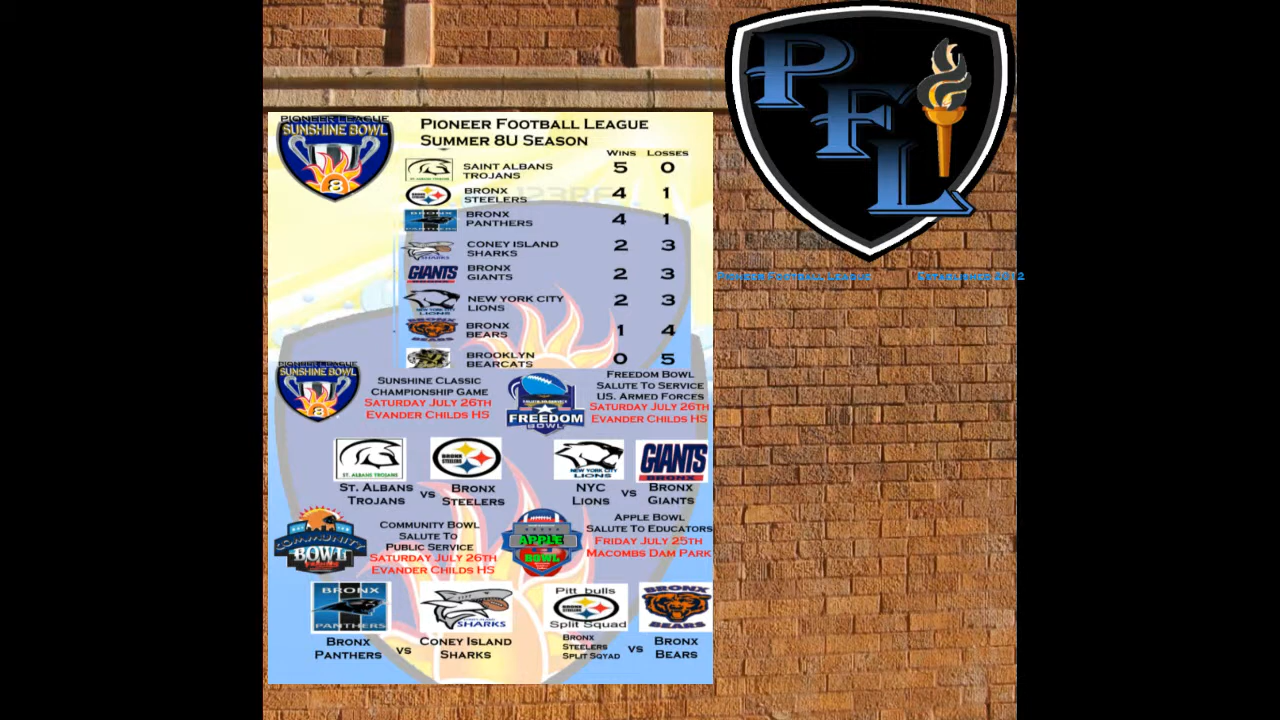 PFL
PIONEER FOOTBALL LEAGUE ESTABLISHED 2012
PIONEER LEAGUE
SUNSHINE BOWL
8
PIONEER FOOTBALL LEAGUE
SUMMER 8U SEASON
WINS LOSSES
SAINT ALBANS TROJANS 5 0
BRONX STEELERS 4 1
BRONX PANTHERS 4 1
CONEY ISLAND SHARKS 2 3
GIANTS BRONX GIANTS 2 3
NEW YORK CITY LIONS 2 3
BRONX BEARS 1 4
BROOKLYN BEARCATS 0 5
PIONEER LEAGUE
SUNSHINE BOWL
8
SUNSHINE CLASSIC
CHAMPIONSHIP GAME
SATURDAY JULY 26TH
EVANDER CHILDS HS
FREEDOM
BOWL
FREEDOM BOWL
SALUTE TO SERVICE
U.S. ARMED FORCES
SATURDAY JULY 26TH
EVANDER CHILDS HS
ST. ALBANS TROJANS
BRONX STEELERS
NEW YORK CITY LIONS
GIANTS
BRONX
ST. ALBANS TROJANS VS BRONX STEELERS
NYC LIONS VS BRONX GIANTS
COMMUNITY
BOWL
COMMUNITY BOWL
SALUTE TO
PUBLIC SERVICE
SATURDAY JULY 26TH
EVANDER CHILDS HS
APPLE
BOWL
APPLE BOWL
SALUTE TO EDUCATORS
FRIDAY JULY 25TH
MACOMBS DAM PARK
BRONX
PANTHERS
SHARKS
Pitt bulls
BRONX STEELERS
Split Squad
BRONX
BEARS
BRONX PANTHERS VS CONEY ISLAND SHARKS
BRONX STEELERS SPLIT SQYAD VS BRONX BEARS